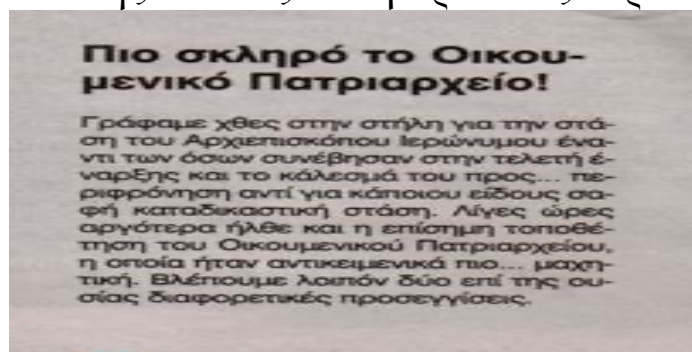 Πιο σκληρό το Οικου-
μενικό Πατριαρχείο!
Γράφαμε χθες στην στήλη για την στά-
ση του Αρχιεπισκόπου Ιερώνυμου ένα-
ντι των όσων συνέβησαν στην τελετή έ-
ναρξης και το κάλεσμά του προς... πε-
ριφρόνηση αντί για κάποιου είδους σα-
φή καταδικαστική στάση. Λίγες ώρες
αργότερα ήλθε και η επίσημη τοποθέ-
τηση του Οικουμενικού Πατριαρχείου,
η οποία ήταν αντικειμενικά πιο... μαχη-
τική. Βλέπουμε λοιπόν δύο επί της ου-
σίας διαφορετικές προσεγγίσεις.